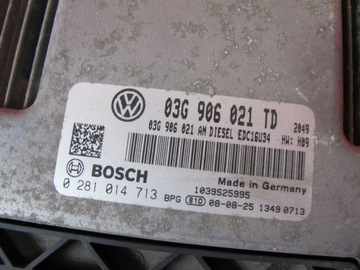 03G 906 021 TD 2049
03G 906 021 AM DIESEL EDC16U34 HW: H09
BOSCH Made in Germany
0 281 014 713 1039S25995
BPG 810 08-08-25 1349 0713